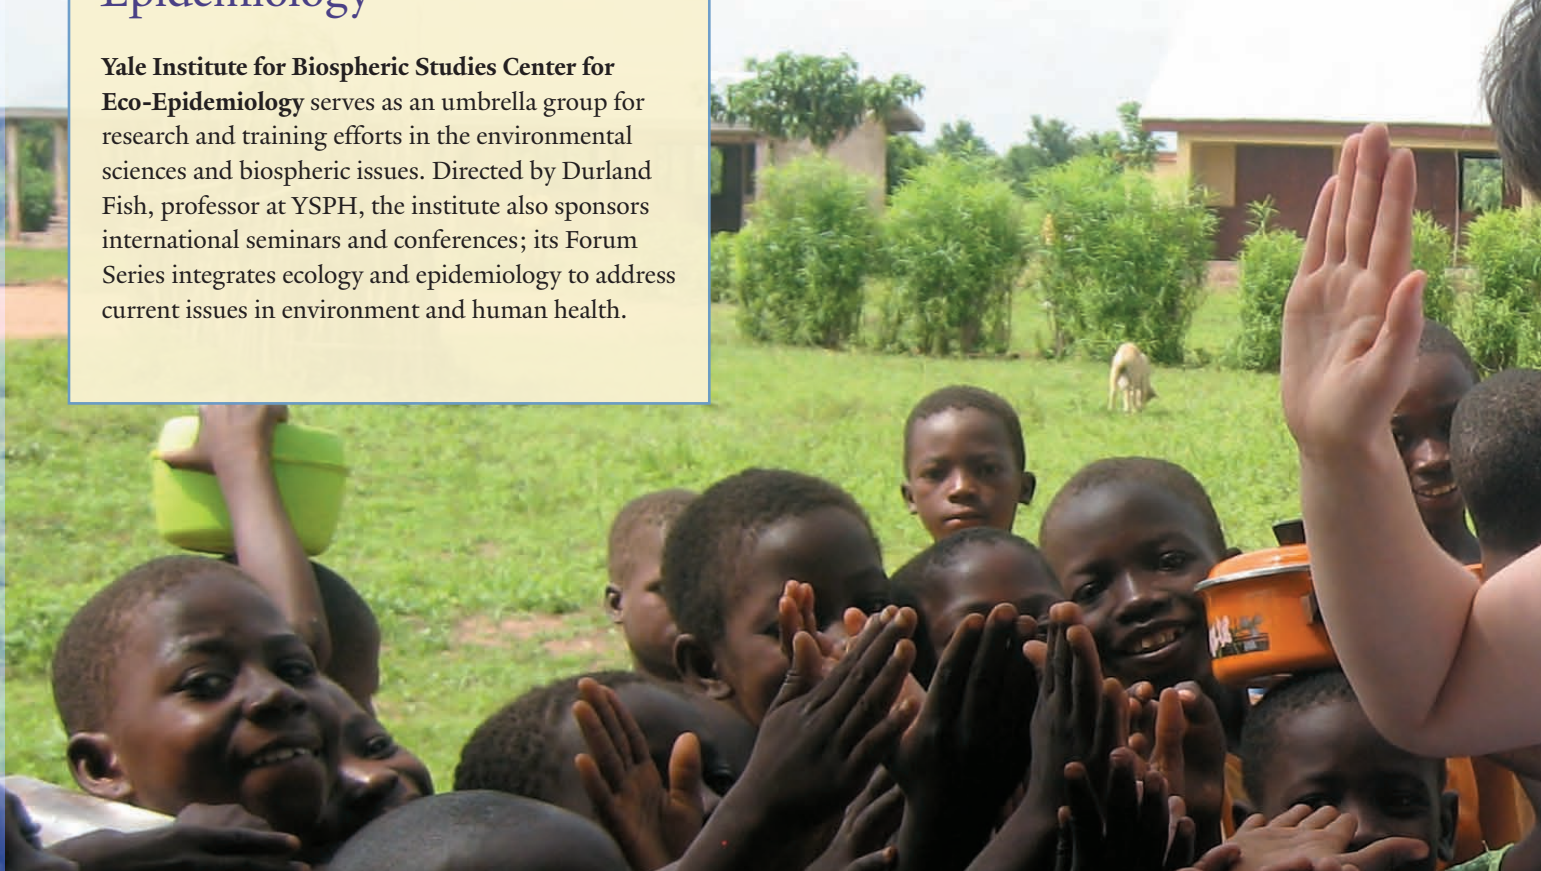 Epidemiology
Yale Institute for Biospheric Studies Center for
Eco-Epidemiology serves as an umbrella group for
research and training efforts in the environmental
sciences and biospheric issues. Directed by Durland
Fish, professor at YSPH, the institute also sponsors
international seminars and conferences; its Forum
Series integrates ecology and epidemiology to address
current issues in environment and human health.